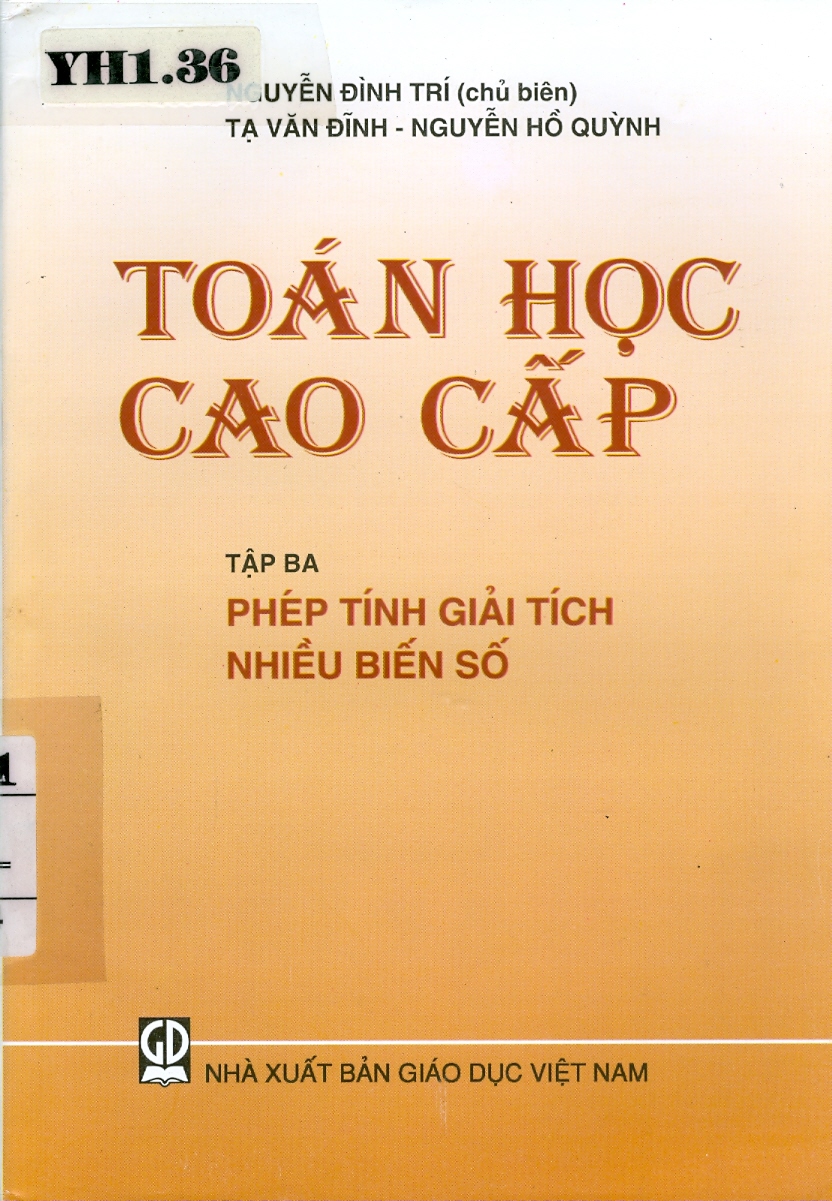 YH1.36
NGUYỄN ĐÌNH TRÍ (chủ biên)
TẠ VĂN ĐĨNH - NGUYỄN HỒ QUỲNH
TOÁN HỌC
CAO CẤP
TẬP BA
PHÉP TÍNH GIẢI TÍCH
NHIỀU BIẾN SỐ
1
GD
NHÀ XUẤT BẢN GIÁO DỤC VIỆT NAM